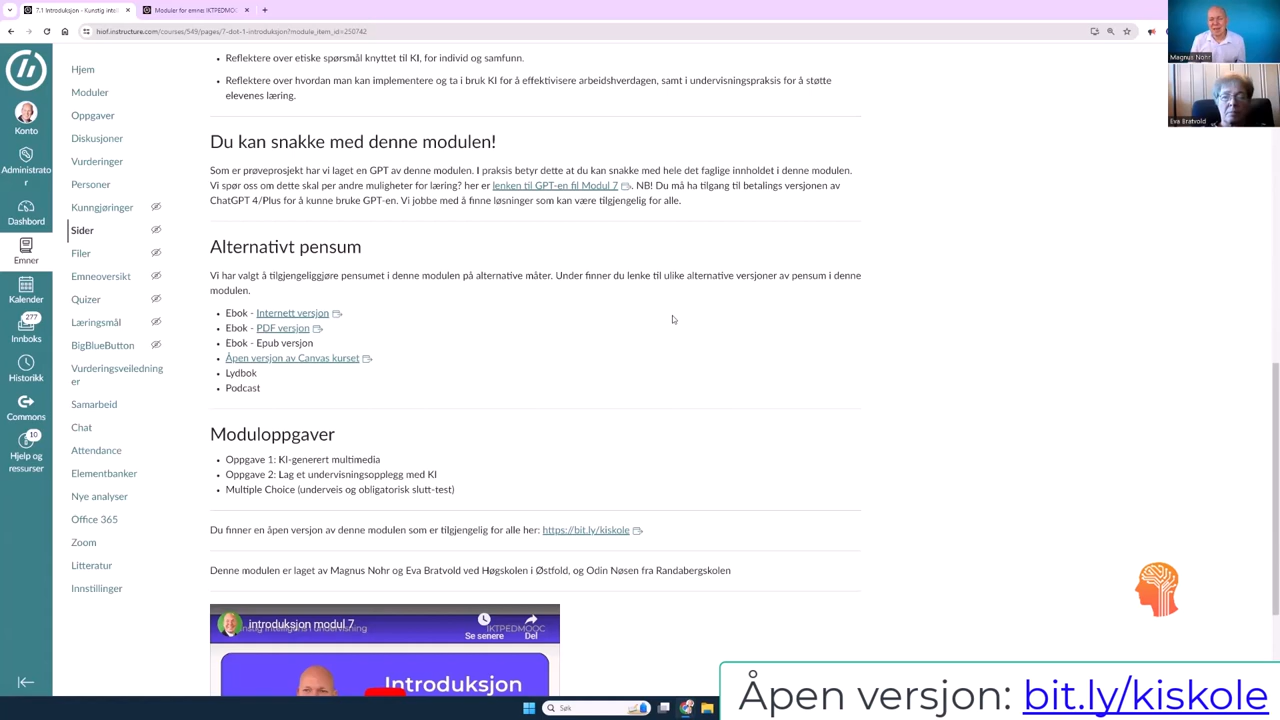 7.1 Introduksjon - Kunstig intel
Moduler for emne: IKTPEDMOOC
hiof.instructure.com/courses/549/pages/7-dot-1-introduksjon?module_item_id=250742
Magnus Nohr
Eva Bratvold
Konto
Administrato
r
Dashbord
Emner
Kalender
277
Innboks
Historikk
Commons
10
Hjelp og
ressurser
Hjem
Moduler
Oppgaver
Diskusjoner
Vurderinger
Personer
Kunngjøringer
Sider
Filer
Emneoversikt
Quizer
Læringsmål
BigBlueButton
Vurderingsveiledning
er
Samarbeid
Chat
Attendance
Elementbanker
Nye analyser
Office 365
Zoom
Litteratur
Innstillinger
Reflektere over etiske spørsmål knyttet til KI, for individ og samfunn.
Reflektere over hvordan man kan implementere og ta i bruk KI for å effektivisere arbeidshverdagen, samt i undervisningspraksis for å støtte
elevenes læring.
Du kan snakke med denne modulen!
Som er prøveprosjekt har vi laget en GPT av denne modulen. I praksis betyr dette at du kan snakke med hele det faglige innholdet i denne modulen.
Vi spør oss om dette skal per andre muligheter for læring? her er lenken til GPT-en fil Modul 7. NB! Du må ha tilgang til betalings versjonen av
ChatGPT 4/Plus for å kunne bruke GPT-en. Vi jobbe med å finne løsninger som kan være tilgjengelig for alle.
Alternativt pensum
Vi har valgt å tilgjengeliggjøre pensumet i denne modulen på alternative måter. Under finner du lenke til ulike alternative versjoner av pensum i denne
modulen.
Ebok - Internett versjon
Ebok - PDF versjon
Ebok - Epub versjon
Åpen versjon av Canvas kurset
Lydbok
Podcast
Moduloppgaver
Oppgave 1: KI-generert multimedia
Oppgave 2: Lag et undervisningsopplegg med KI
Multiple Choice (underveis og obligatorisk slutt-test)
Du finner en åpen versjon av denne modulen som er tilgjengelig for alle her: https://bit.ly/kiskole
Denne modulen er laget av Magnus Nohr og Eva Bratvold ved Høgskolen i Østfold, og Odin Nøsen fra Randabergskolen
introduksjon modul 7
Kunstig intelligens i undervisning
IKTPEDMOOC
Se senere
Del
Introduksjon
Søk
Åpen versjon: bit.ly/kiskole